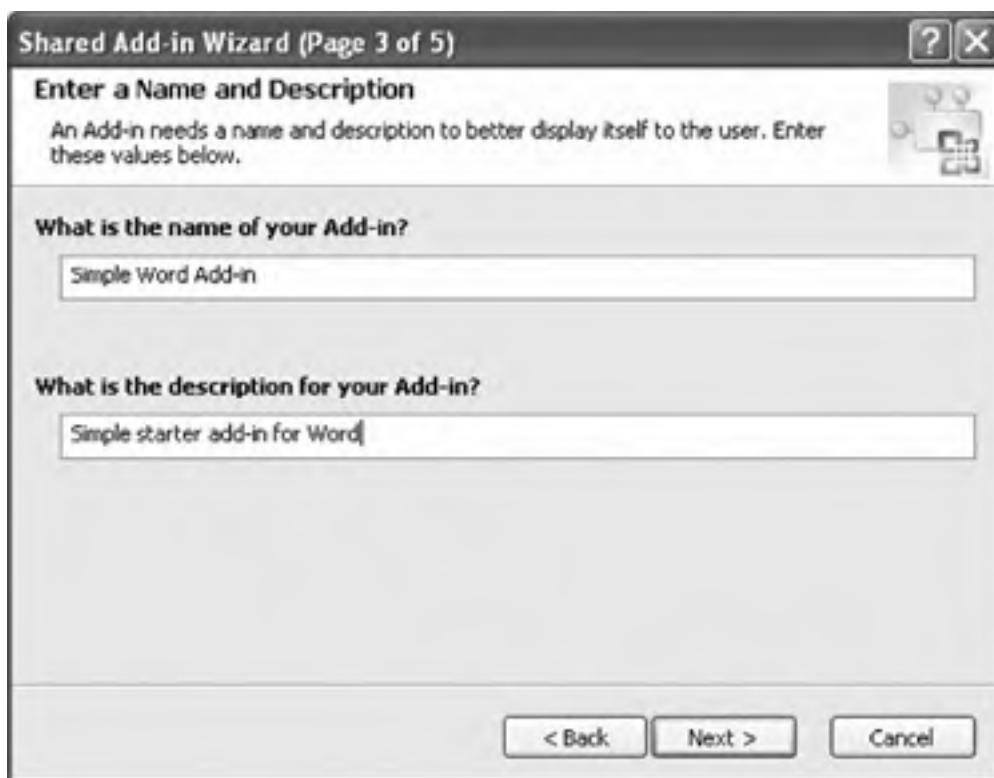 Shared Add-in Wizard (Page 3 of 5)
Enter a Name and Description
An Add-in needs a name and description to better display itself to the user. Enter
these values below.
What is the name of your Add-in?
Simple Word Add-in
What is the description for your Add-in?
Simple starter add-in for Word
< Back Next > Cancel